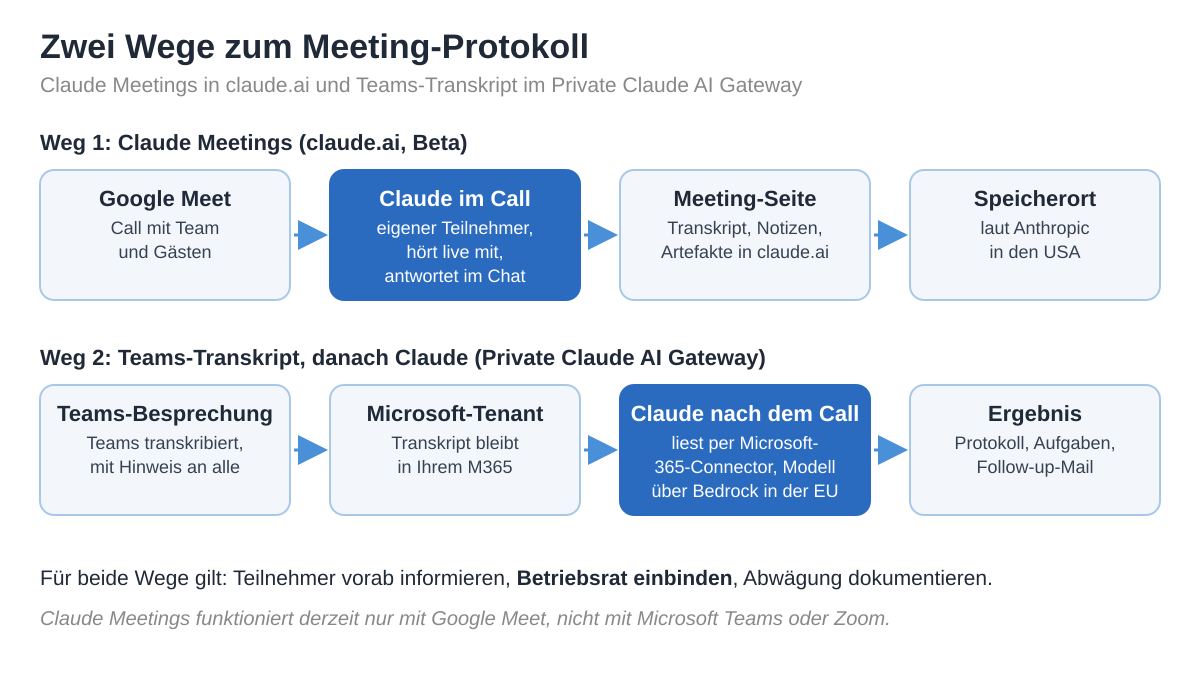 Zwei Wege zum Meeting-Protokoll
Claude Meetings in claude.ai und Teams-Transkript im Private Claude AI Gateway
Weg 1: Claude Meetings (claude.ai, Beta)
Google Meet
Call mit Team
und Gästen
Claude im Call
eigener Teilnehmer,
hört live mit,
antwortet im Chat
Meeting-Seite
Transkript, Notizen,
Artefakte in claude.ai
Speicherort
laut Anthropic
in den USA
Weg 2: Teams-Transkript, danach Claude (Private Claude AI Gateway)
Teams-Besprechung
Teams transkribiert,
mit Hinweis an alle
Microsoft-Tenant
Transkript bleibt
in Ihrem M365
Claude nach dem Call
liest per Microsoft-
365-Connector, Modell
über Bedrock in der EU
Ergebnis
Protokoll, Aufgaben,
Follow-up-Mail
Für beide Wege gilt: Teilnehmer vorab informieren, Betriebsrat einbinden, Abwägung dokumentieren.
Claude Meetings funktioniert derzeit nur mit Google Meet, nicht mit Microsoft Teams oder Zoom.